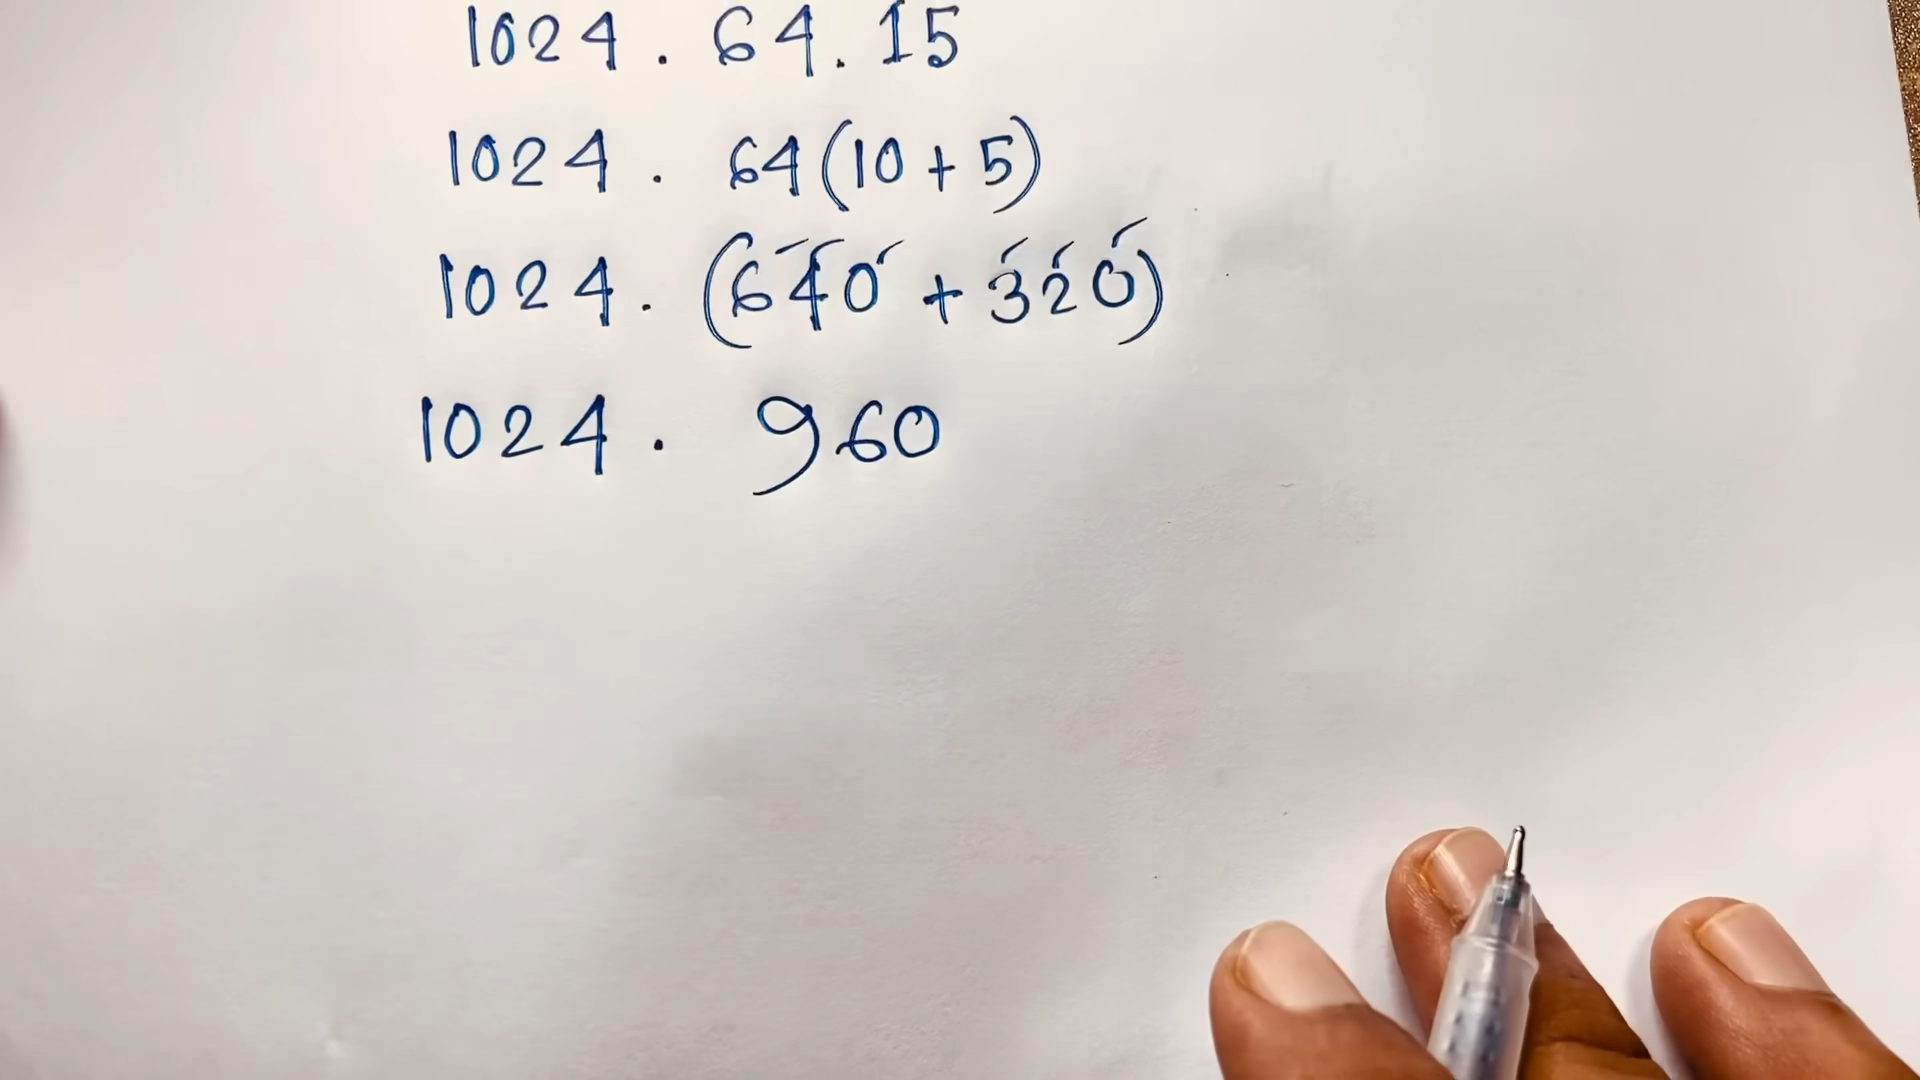 1024 . 64 . 15
1024 . 64(10 + 5)
1024 . (640 + 320)
1024 . 960